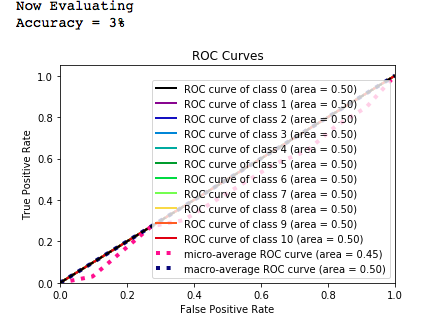 Now Evaluating
Accuracy = 3%
ROC Curves
True Positive Rate
1.0
0.8
0.6
0.4
0.2
0.0
ROC curve of class 0 (area = 0.50)
ROC curve of class 1 (area = 0.50)
ROC curve of class 2 (area = 0.50)
ROC curve of class 3 (area = 0.50)
ROC curve of class 4 (area = 0.50)
ROC curve of class 5 (area = 0.50)
ROC curve of class 6 (area = 0.50)
ROC curve of class 7 (area = 0.50)
ROC curve of class 8 (area = 0.50)
ROC curve of class 9 (area = 0.50)
ROC curve of class 10 (area = 0.50)
micro-average ROC curve (area = 0.45)
macro-average ROC curve (area = 0.50)
0.0 0.2 0.4 0.6 0.8 1.0
False Positive Rate